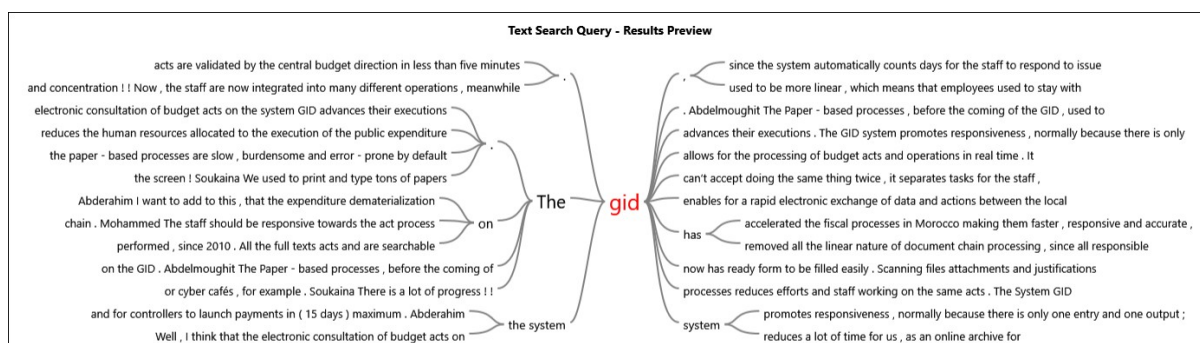 Text Search Query - Results Preview
acts are validated by the central budget direction in less than five minutes
and concentration ! ! Now , the staff are now integrated into many different operations , meanwhile
.
electronic consultation of budget acts on the system GID advances their executions
reduces the human resources allocated to the execution of the public expenditure
the paper - based processes are slow , burdensome and error - prone by default
the screen ! Soukaina We used to print and type tons of papers
.
Abderahim I want to add to this , that the expenditure dematerialization
chain . Mohammed The staff should be responsive towards the act process
performed , since 2010 . All the full texts acts and are searchable
on
on the GID . Abdelmoughit The Paper - based processes , before the coming of
or cyber cafés , for example . Soukaina There is a lot of progress ! !
The
and for controllers to launch payments in ( 15 days ) maximum . Abderahim
Well , I think that the electronic consultation of budget acts on
the system
gid
,
since the system automatically counts days for the staff to respond to issue
used to be more linear , which means that employees used to stay with
. Abdelmoughit The Paper - based processes , before the coming of the GID , used to
advances their executions . The GID system promotes responsiveness , normally because there is only
allows for the processing of budget acts and operations in real time . It
can't accept doing the same thing twice , it separates tasks for the staff ,
enables for a rapid electronic exchange of data and actions between the local
has
accelerated the fiscal processes in Morocco making them faster , responsive and accurate ,
removed all the linear nature of document chain processing , since all responsible
now has ready form to be filled easily . Scanning files attachments and justifications
processes reduces efforts and staff working on the same acts . The System GID
system
promotes responsiveness , normally because there is only one entry and one output ;
reduces a lot of time for us , as an online archive for